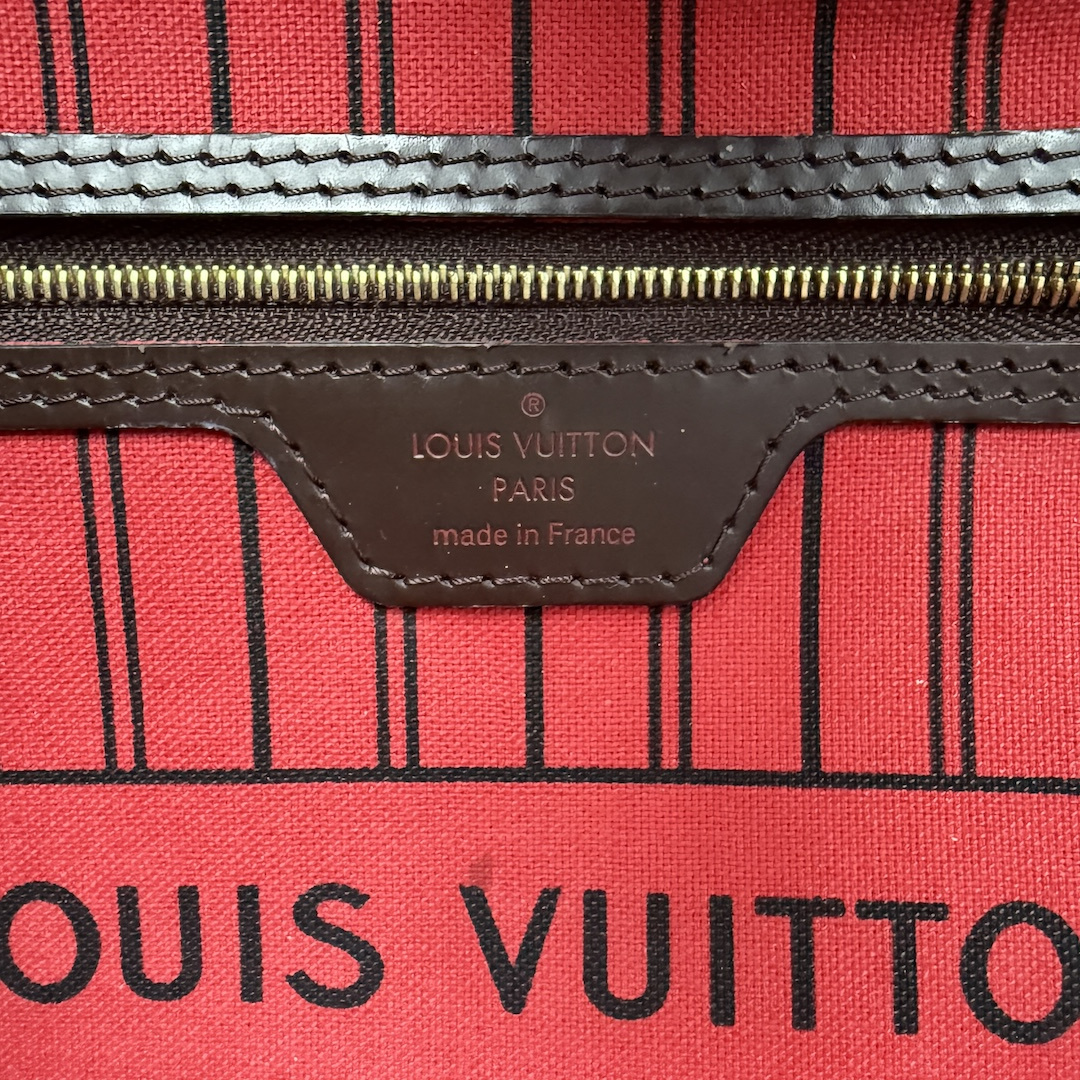 ®
LOUIS VUITTON
PARIS
made in France
OUIS VUITTO